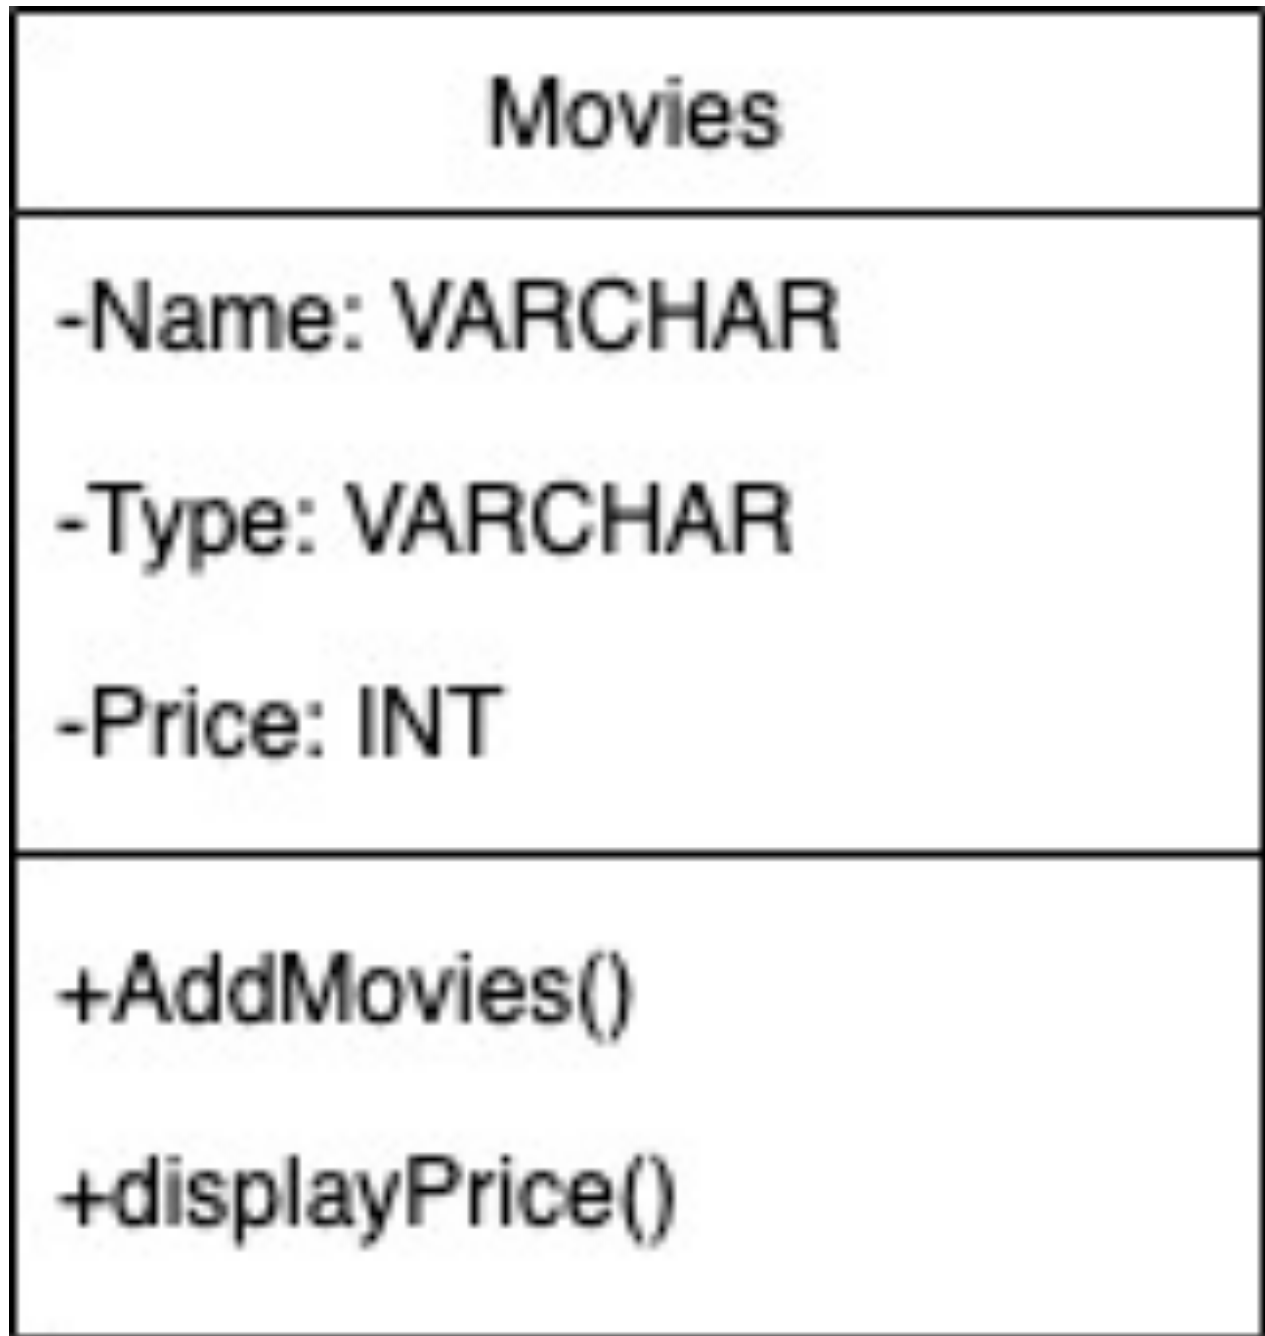 Movies
-Name: VARCHAR
-Type: VARCHAR
-Price: INT
+AddMovies()
+displayPrice()